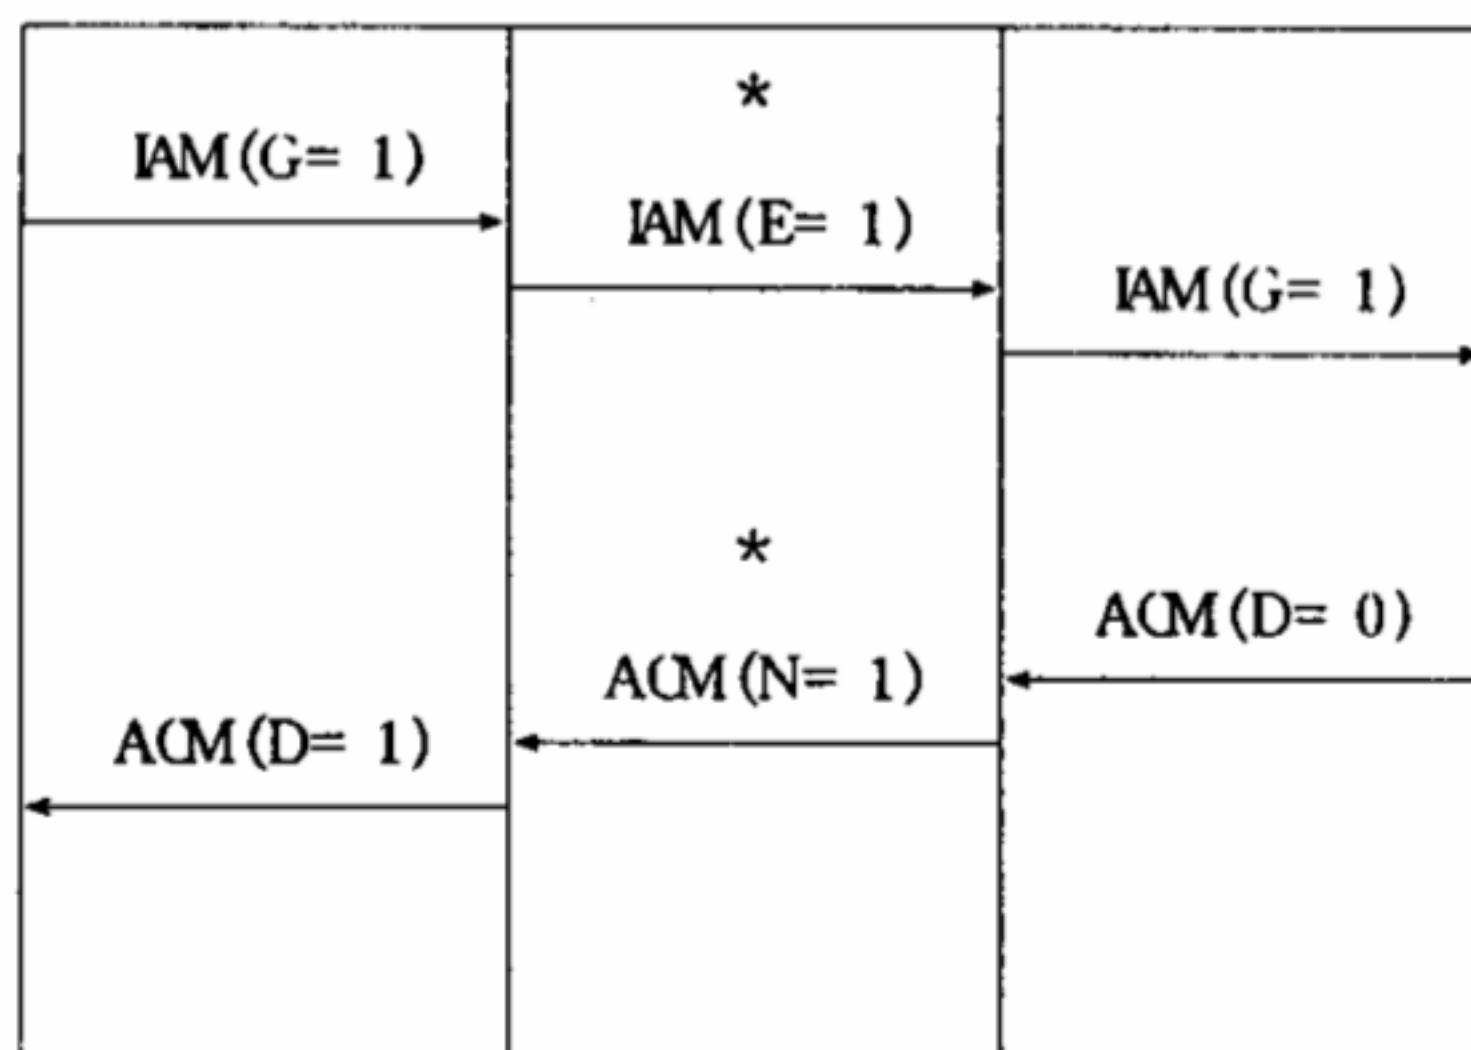 *
IAM(G= 1)
IAM(E= 1)
IAM(G= 1)
*
ACM(D= 0)
ACM(N= 1)
ACM(D= 1)